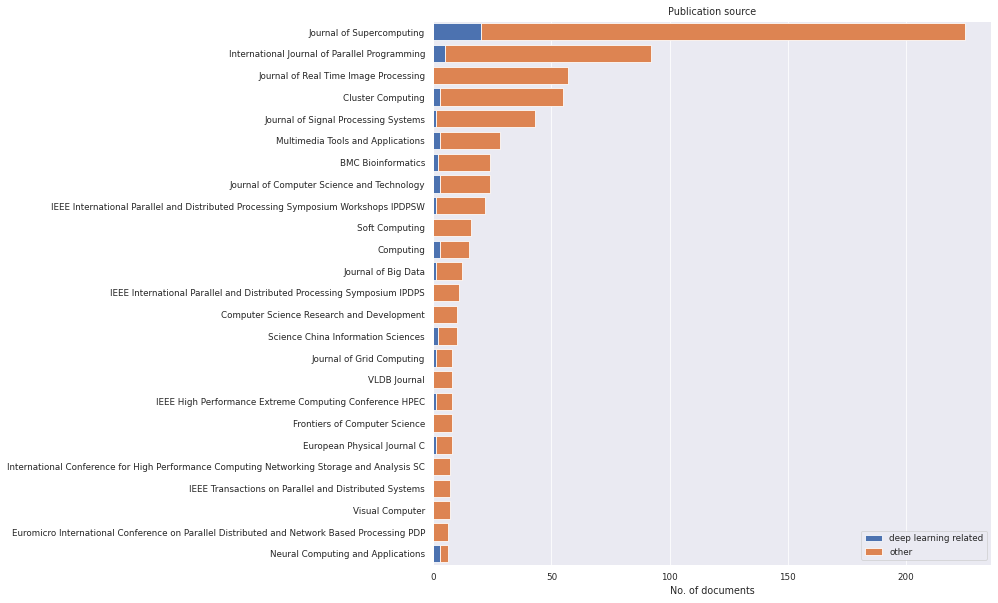 Publication source
Journal of Supercomputing
International Journal of Parallel Programming
Journal of Real Time Image Processing
Cluster Computing
Journal of Signal Processing Systems
Multimedia Tools and Applications
BMC Bioinformatics
Journal of Computer Science and Technology
IEEE International Parallel and Distributed Processing Symposium Workshops IPDPSW
Soft Computing
Computing
Journal of Big Data
IEEE International Parallel and Distributed Processing Symposium IPDPS
Computer Science Research and Development
Science China Information Sciences
Journal of Grid Computing
VLDB Journal
IEEE High Performance Extreme Computing Conference HPEC
Frontiers of Computer Science
European Physical Journal C
International Conference for High Performance Computing Networking Storage and Analysis SC
IEEE Transactions on Parallel and Distributed Systems
Visual Computer
Euromicro International Conference on Parallel Distributed and Network Based Processing PDP
Neural Computing and Applications
deep learning related
other
0 50 100 150 200
No. of documents